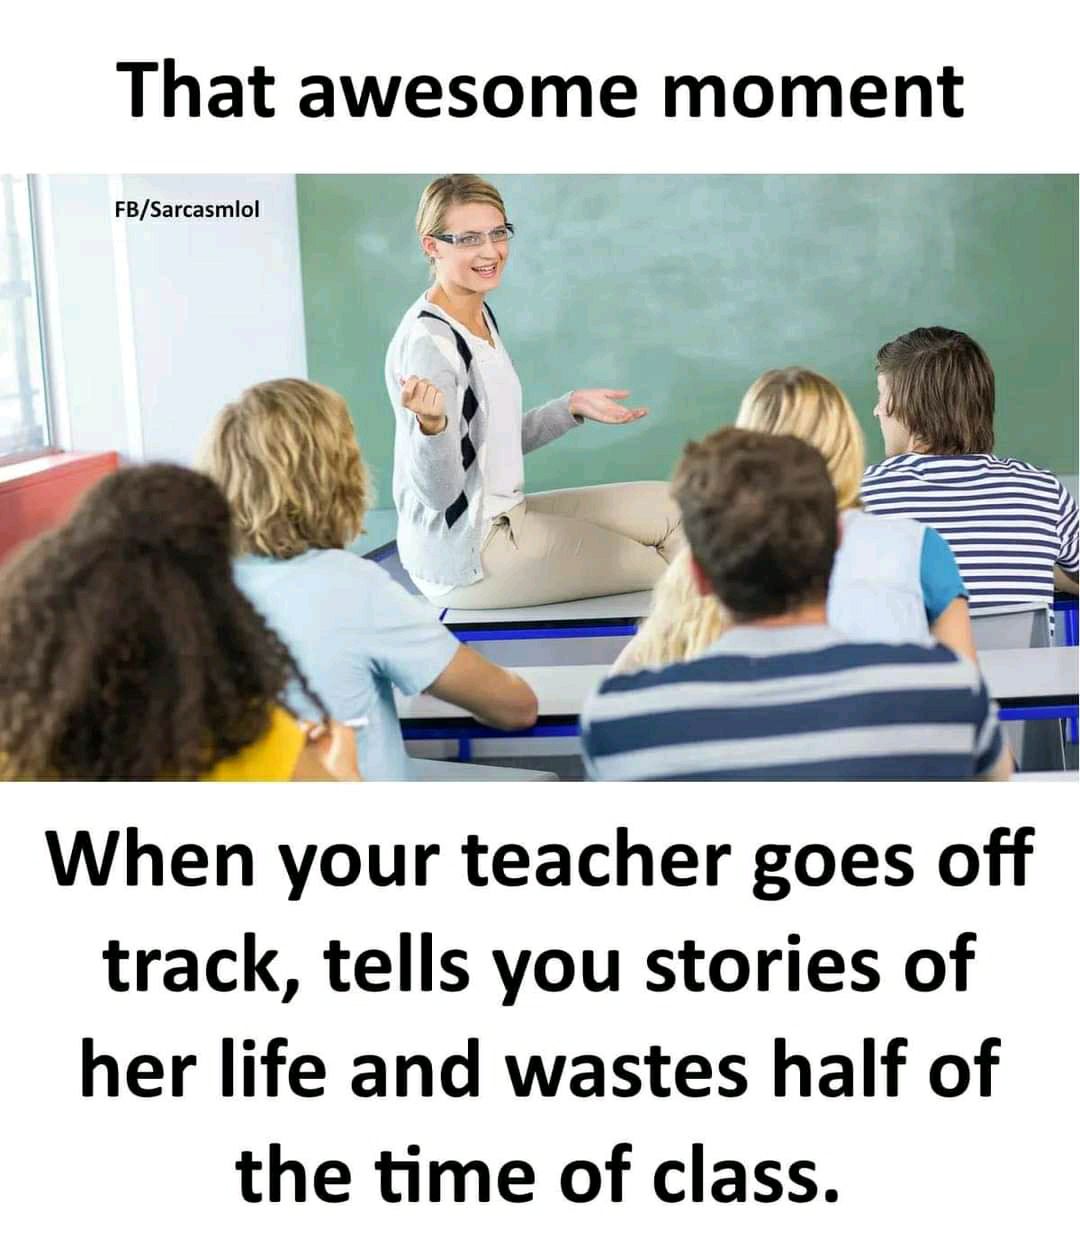 That awesome moment
FB/Sarcasmlol
When your teacher goes off
track, tells you stories of
her life and wastes half of
the time of class.